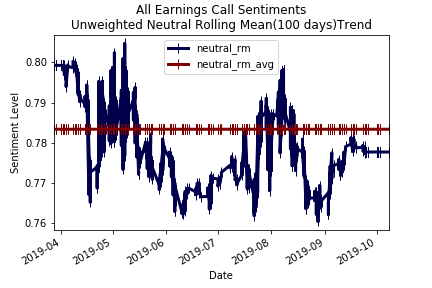 All Earnings Call Sentiments
Unweighted Neutral Rolling Mean(100 days)Trend
neutral_rm
neutral_rm_avg
Sentiment Level
0.80
0.79
0.78
0.77
0.76
2019-04
2019-05
2019-06
2019-07
2019-08
2019-09
2019-10
Date